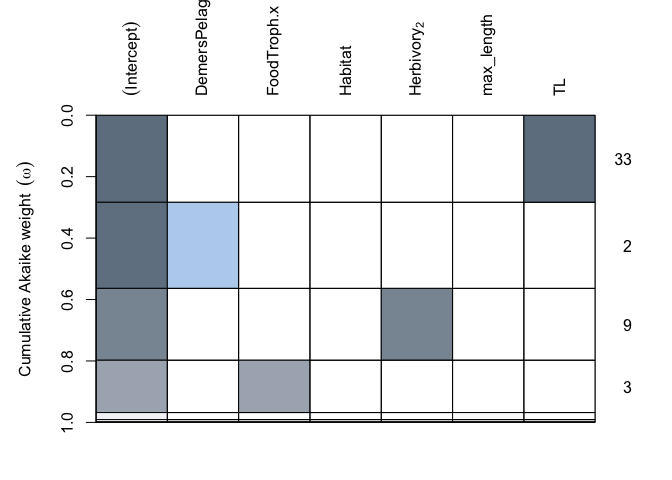 (Intercept)
DemersPelag
FoodTroph.x
Habitat
Herbivory₂
max_length
TL
Cumulative Akaike weight (ω)
0.0
0.2
0.4
0.6
0.8
1.0
33
2
9
3